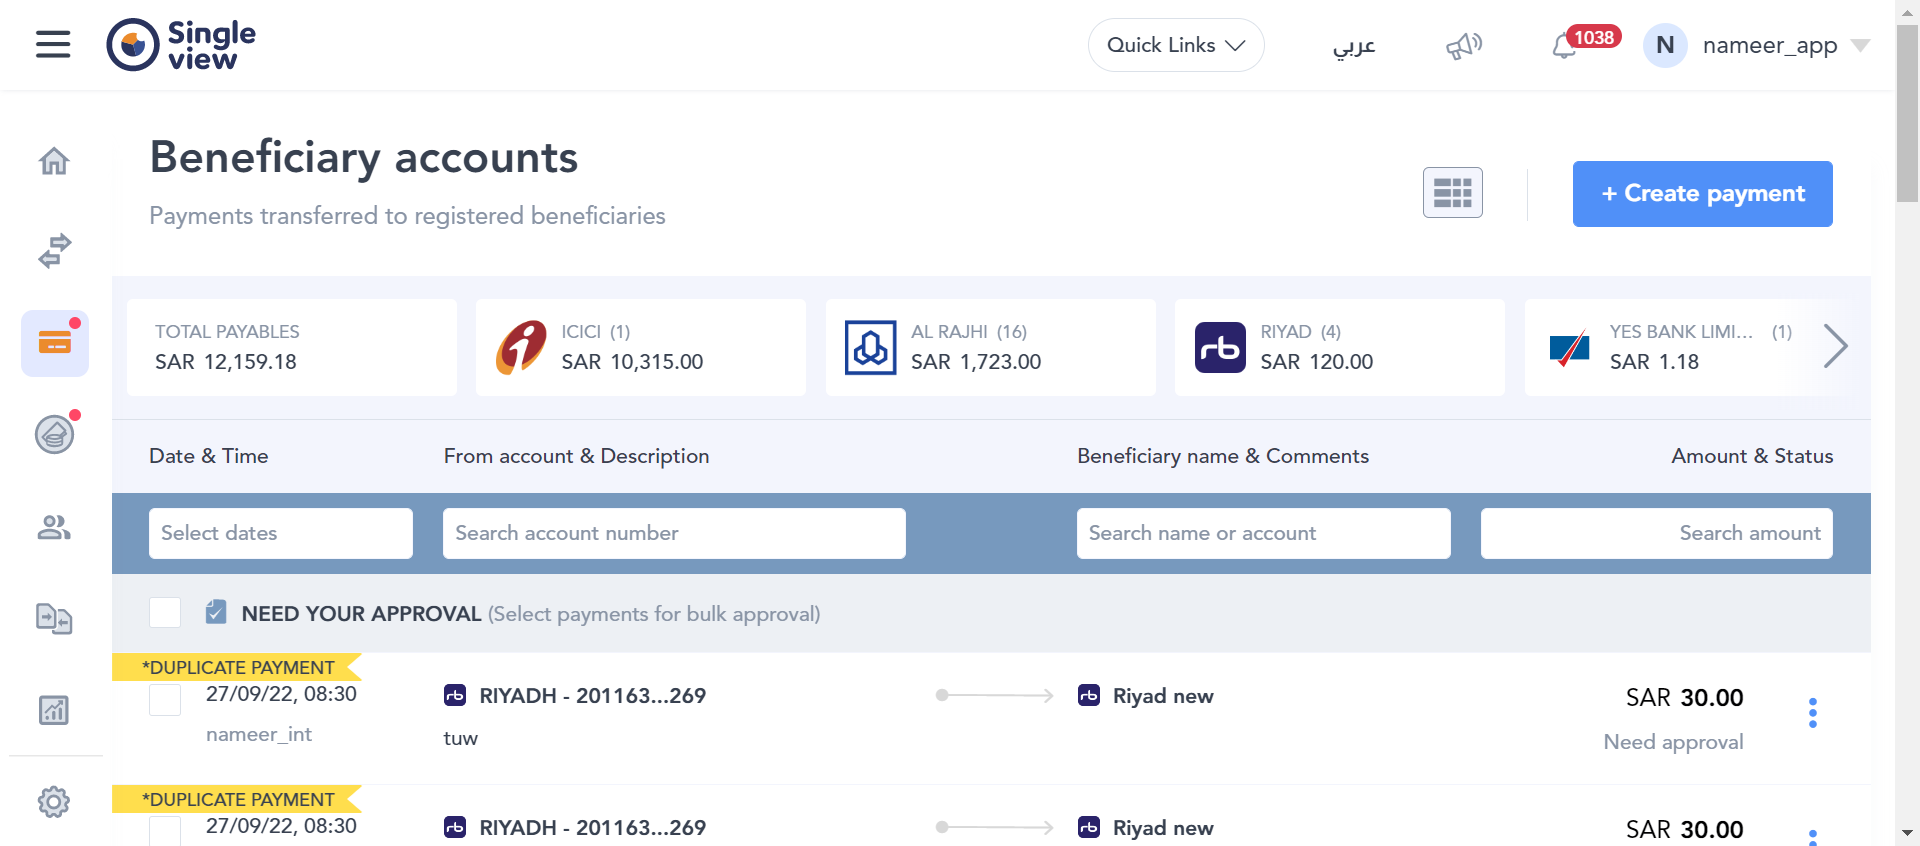 Single
view
Quick Links
عربي
1038
N
nameer_app
Beneficiary accounts
Payments transferred to registered beneficiaries
+ Create payment
TOTAL PAYABLES
SAR 12,159.18
ICICI (1)
SAR 10,315.00
AL RAJHI (16)
SAR 1,723.00
rb
RIYAD (4)
SAR 120.00
YES BANK LIMI... (1)
SAR 1.18
Date & Time
From account & Description
Beneficiary name & Comments
Amount & Status
Select dates
Search account number
Search name or account
Search amount
NEED YOUR APPROVAL (Select payments for bulk approval)
*DUPLICATE PAYMENT
27/09/22, 08:30
nameer_int
rb RIYADH - 201163...269
tuw
rb Riyad new
SAR 30.00
Need approval
*DUPLICATE PAYMENT
27/09/22, 08:30
rb RIYADH - 201163...269
rb Riyad new
SAR 30.00